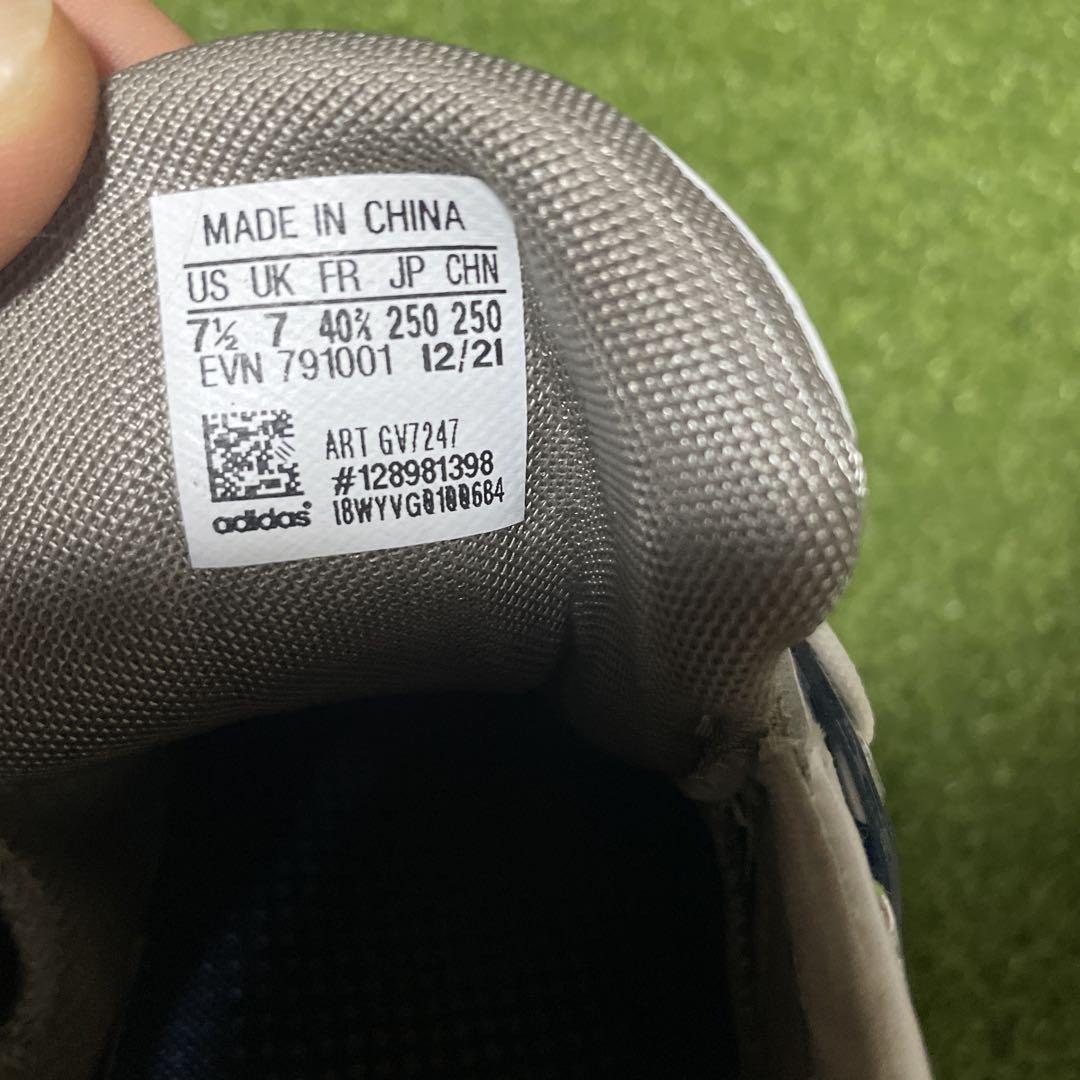 MADE IN CHINA
US UK FR JP CHN
7½ 7 40⅔ 250 250
EVN 791001 12/21
ART GV7247
#128981398
I8WYVG0100684
adidas